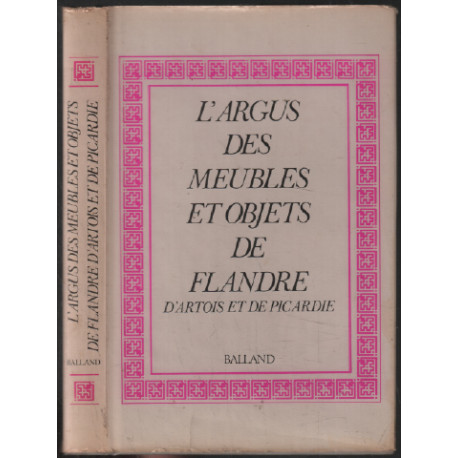 L'ARGUS DES MEUBLES ET OBJETS
DE FLANDRE D'ARTOIS ET DE PICARDIE
BALLAND
L'ARGUS
DES
MEUBLES
ET OBJETS
DE
FLANDRE
D'ARTOIS ET DE PICARDIE
BALLAND